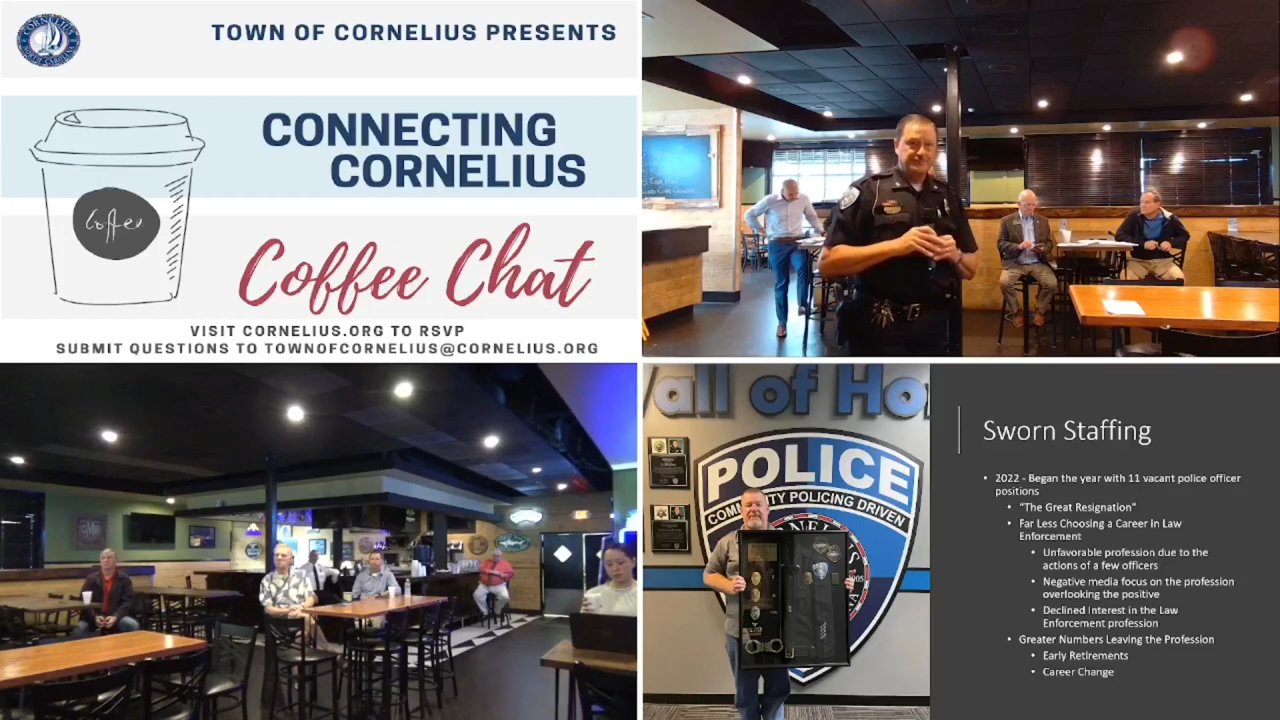 TOWN OF CORNELIUS PRESENTS
CONNECTING
CORNELIUS
Coffee
Coffee Chat
VISIT CORNELIUS.ORG TO RSVP
SUBMIT QUESTIONS TO TOWNOFCORNELIUS@CORNELIUS.ORG
Wall of Hon
POLICE
COMMUNITY POLICING DRIVEN
Sworn Staffing
• 2022 - Began the year with 11 vacant police officer
positions
• "The Great Resignation"
• Far Less Choosing a Career in Law
Enforcement
• Unfavorable profession due to the
actions of a few officers
• Negative media focus on the profession
overlooking the positive
• Declined Interest in the Law
Enforcement profession
• Greater Numbers Leaving the Profession
• Early Retirements
• Career Change